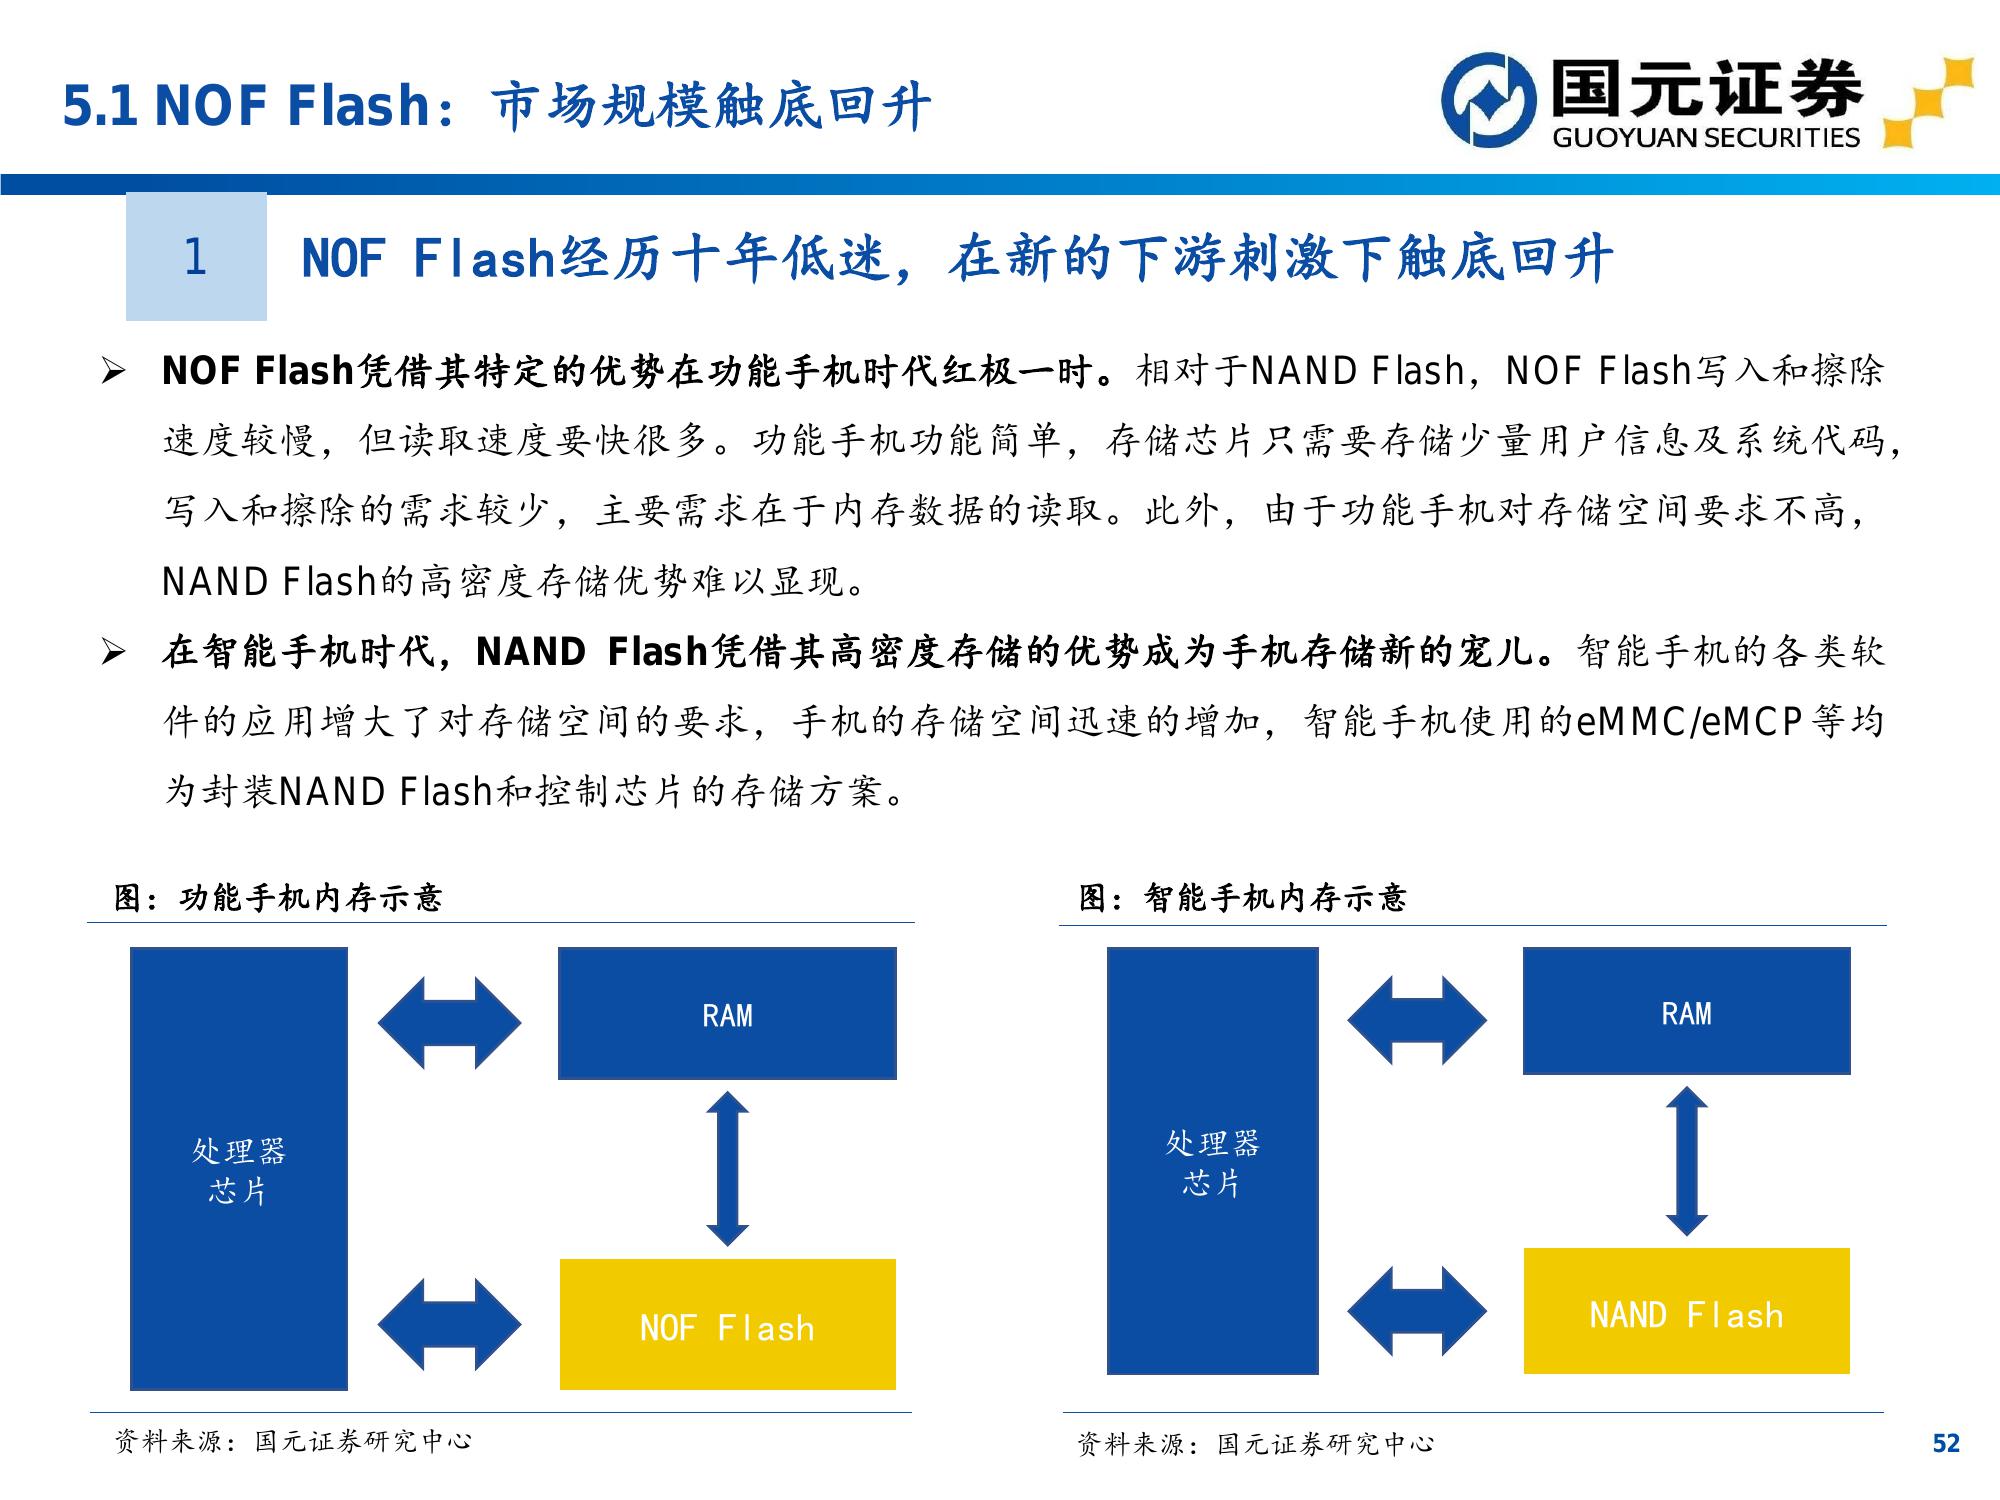 5.1 NOF Flash：市场规模触底回升
国元证券
GUOYUAN SECURITIES
1
NOF Flash经历十年低迷，在新的下游刺激下触底回升
➢ NOF Flash凭借其特定的优势在功能手机时代红极一时。相对于NAND Flash，NOF Flash写入和擦除
速度较慢，但读取速度要快很多。功能手机功能简单，存储芯片只需要存储少量用户信息及系统代码，
写入和擦除的需求较少，主要需求在于内存数据的读取。此外，由于功能手机对存储空间要求不高，
NAND Flash的高密度存储优势难以显现。
➢ 在智能手机时代，NAND Flash凭借其高密度存储的优势成为手机存储新的宠儿。智能手机的各类软
件的应用增大了对存储空间的要求，手机的存储空间迅速的增加，智能手机使用的eMMC/eMCP等均
为封装NAND Flash和控制芯片的存储方案。
图：功能手机内存示意
处理器
芯片
RAM
NOF Flash
资料来源：国元证券研究中心
图：智能手机内存示意
处理器
芯片
RAM
NAND Flash
资料来源：国元证券研究中心
52